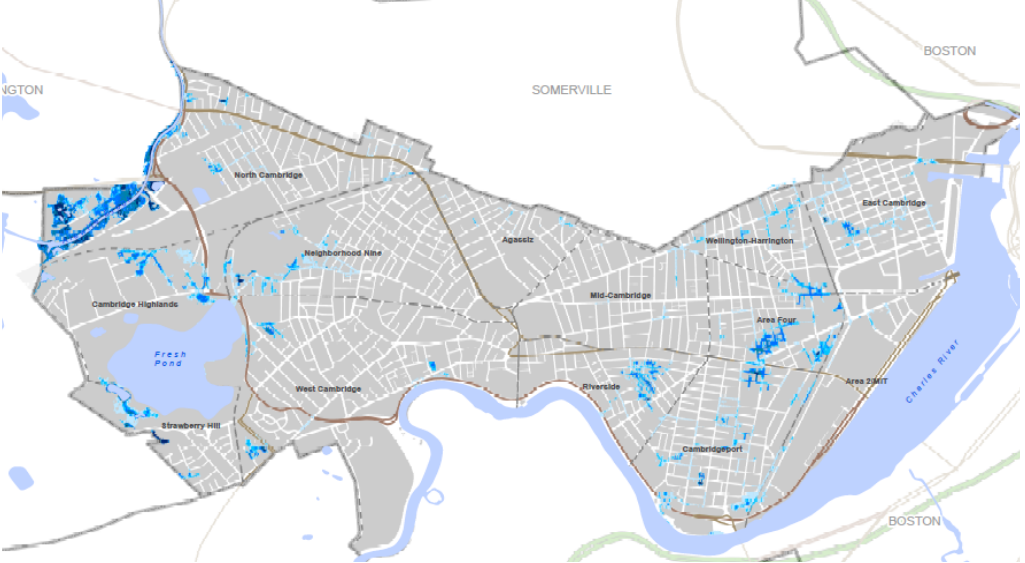 BOSTON
NGTON
SOMERVILLE
North Cambridge
East Cambridge
Agassiz
Wellington-Harrington
Neighborhood Nine
Mid-Cambridge
Cambridge Highlands
Area Four
Fresh
Pond
Charles River
Area 2/MIT
West Cambridge
Riverside
Strawberry Hill
Cambridgeport
BOSTON